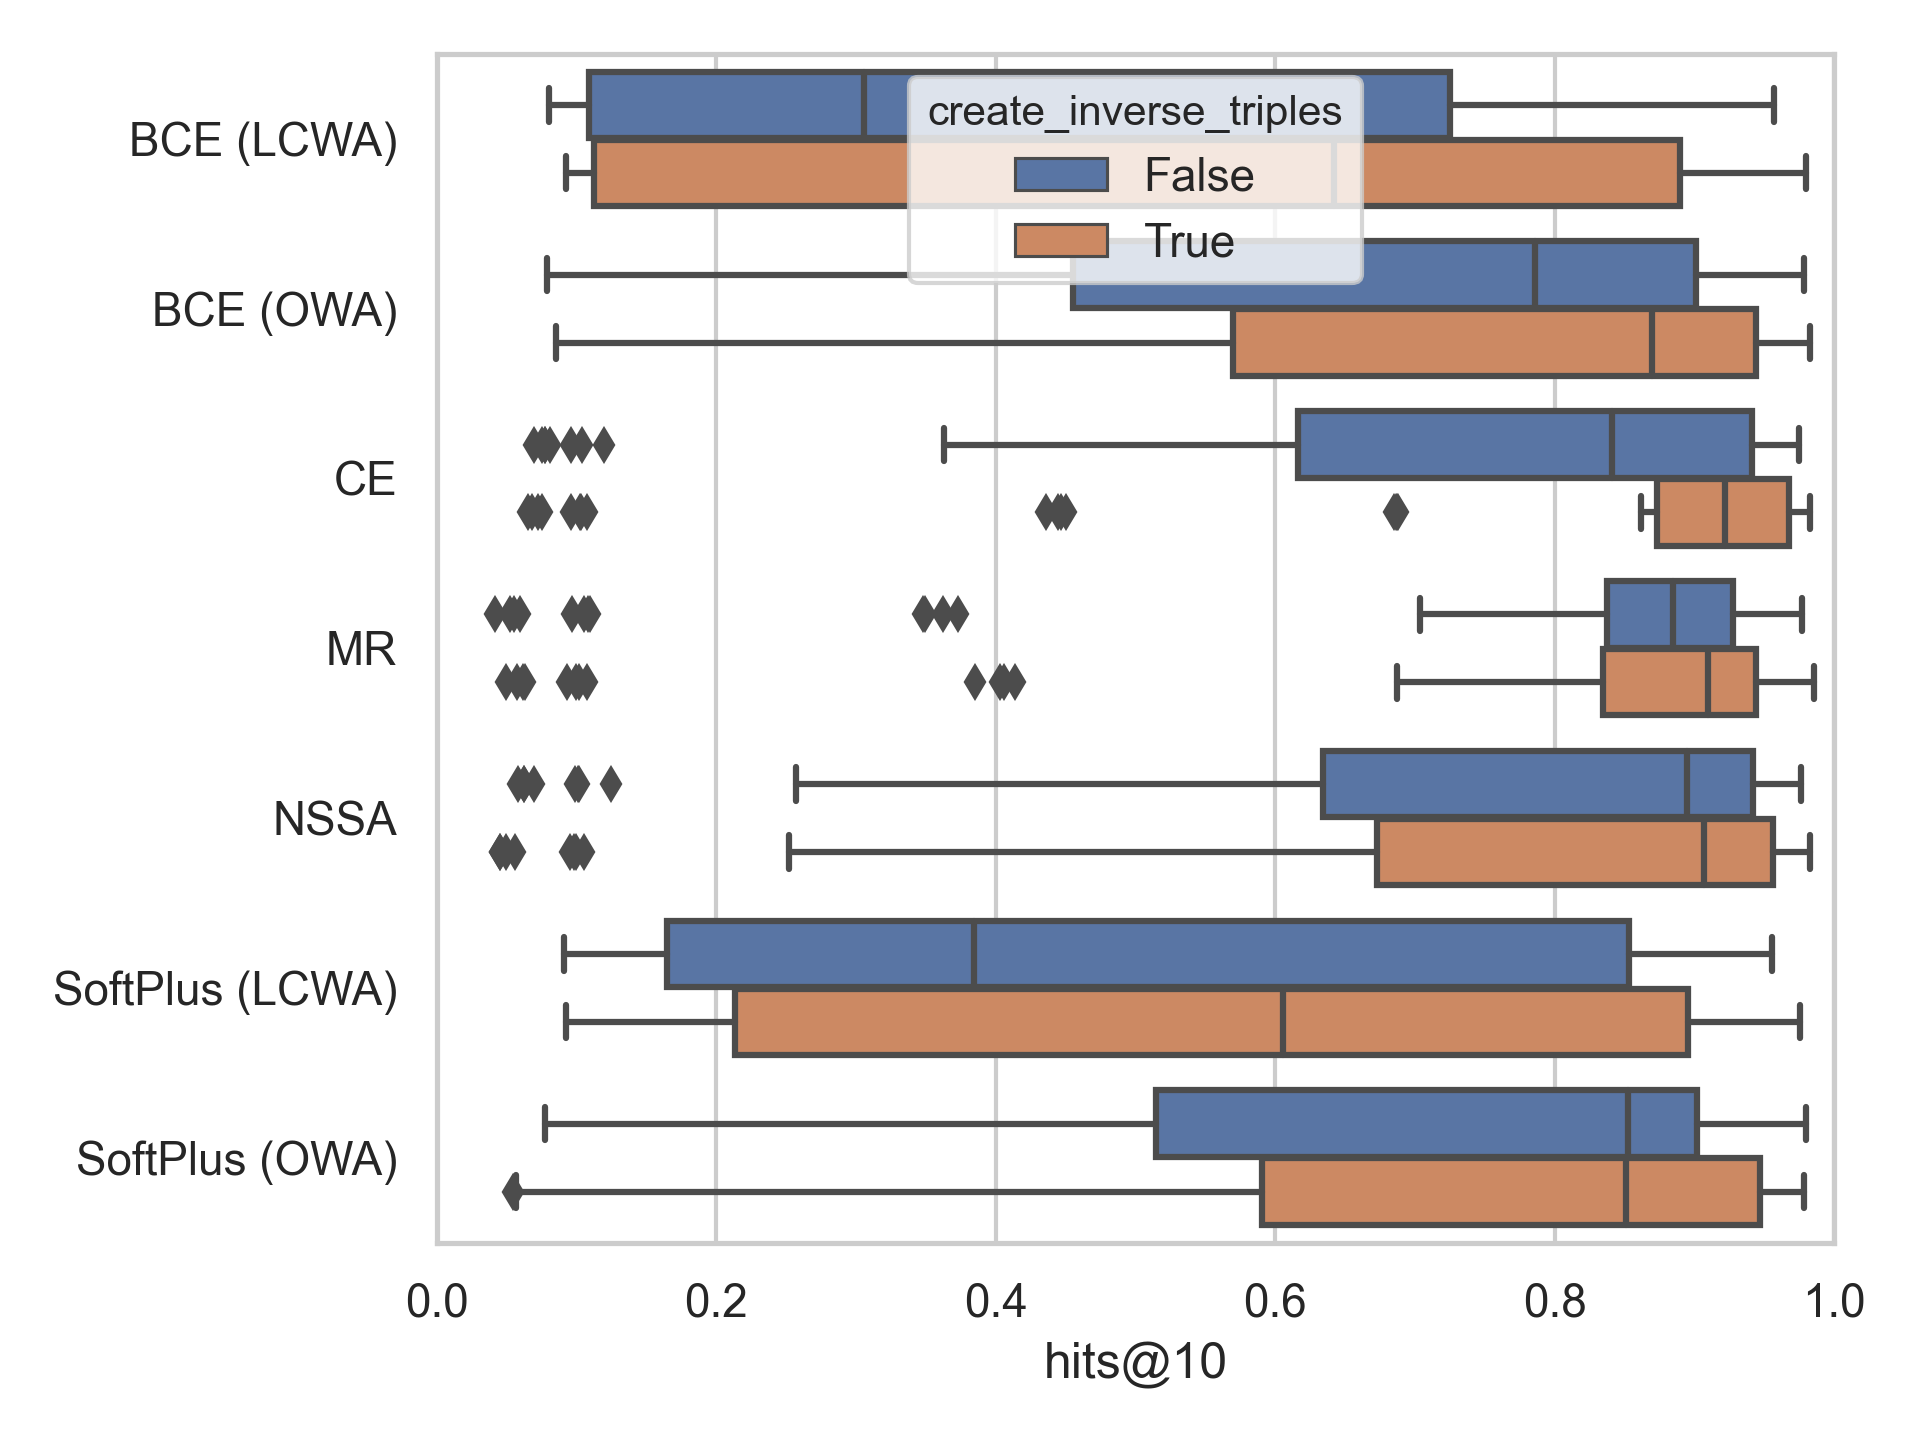 create_inverse_triples
False
True
BCE (LCWA)
BCE (OWA)
CE
MR
NSSA
SoftPlus (LCWA)
SoftPlus (OWA)
0.0 0.2 0.4 0.6 0.8 1.0
hits@10